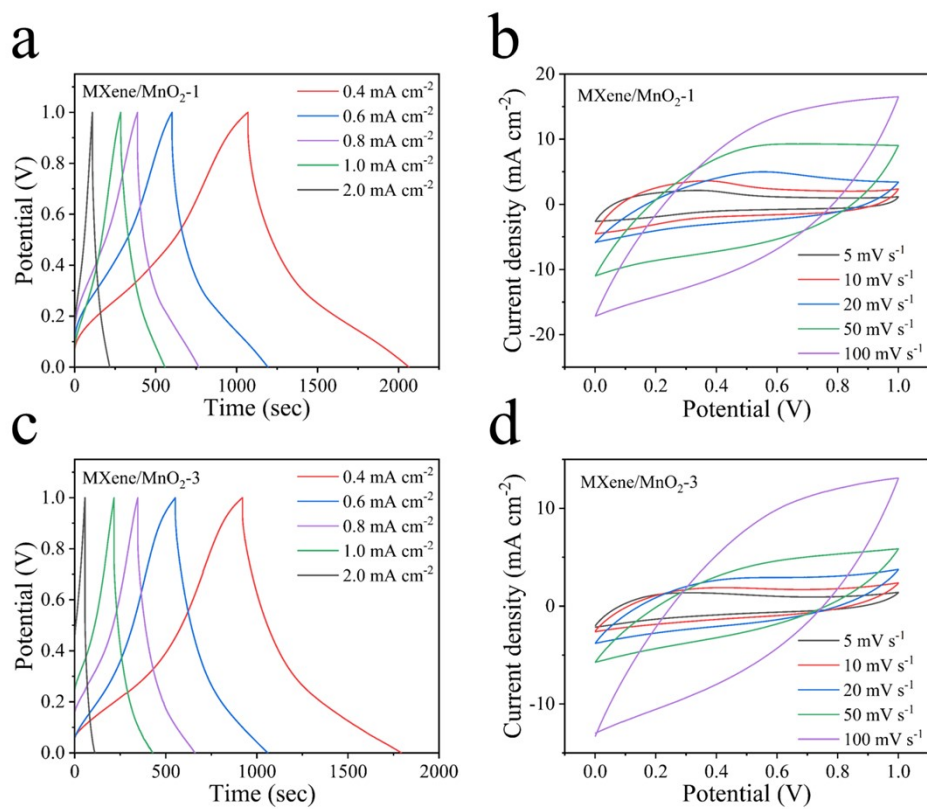 a
MXene/MnO₂-1
0.4 mA cm⁻²
0.6 mA cm⁻²
0.8 mA cm⁻²
1.0 mA cm⁻²
2.0 mA cm⁻²
1.0
0.8
0.6
0.4
0.2
0.0
Potential (V)
0 500 1000 1500 2000
Time (sec)
b
MXene/MnO₂-1
5 mV s⁻¹
10 mV s⁻¹
20 mV s⁻¹
50 mV s⁻¹
100 mV s⁻¹
20
10
0
-10
-20
Current density (mA cm⁻²)
0.0 0.2 0.4 0.6 0.8 1.0
Potential (V)
c
MXene/MnO₂-3
0.4 mA cm⁻²
0.6 mA cm⁻²
0.8 mA cm⁻²
1.0 mA cm⁻²
2.0 mA cm⁻²
1.0
0.8
0.6
0.4
0.2
0.0
Potential (V)
0 500 1000 1500 2000
Time (sec)
d
MXene/MnO₂-3
5 mV s⁻¹
10 mV s⁻¹
20 mV s⁻¹
50 mV s⁻¹
100 mV s⁻¹
10
0
-10
Current density (mA cm⁻²)
0.0 0.2 0.4 0.6 0.8 1.0
Potential (V)